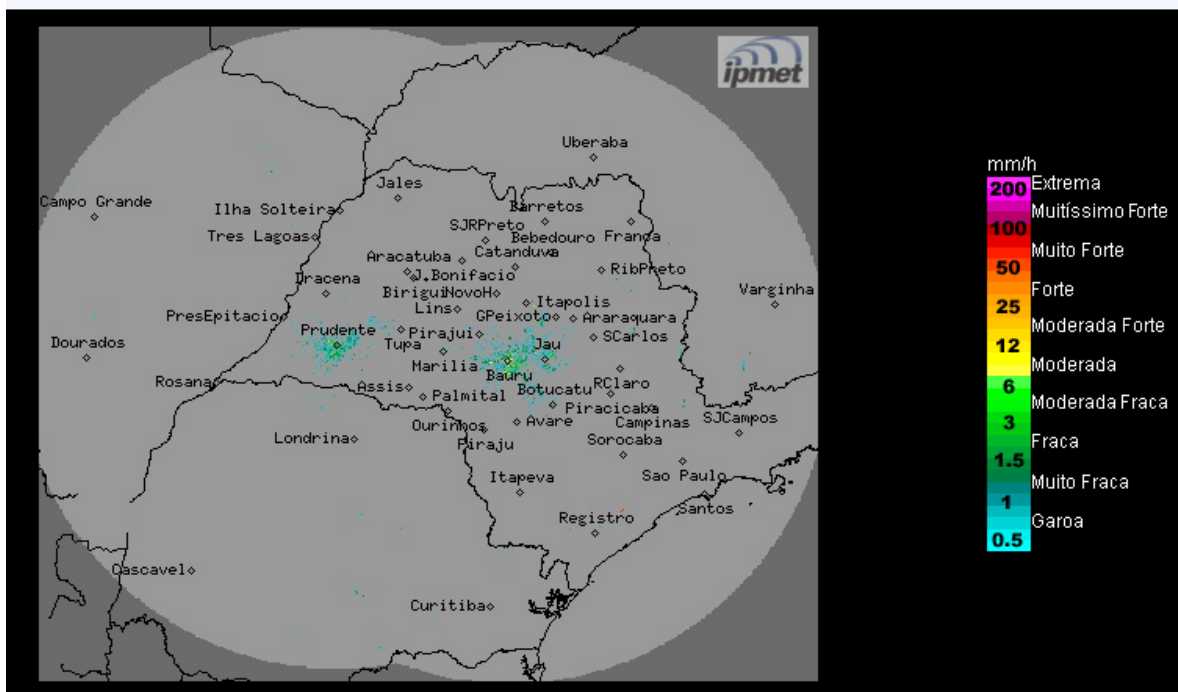 ipmet
Uberaba
Jales
Campo Grande
Ilha Solteira
Barretos
SJRPreto
Tres Lagoas
Bebedouro
Franca
Catanduva
Aracatuba
J.Bonifacio
RibPreto
Dracena
Birigui
NovoH
Itapolis
Varginha
Lins
GPeixoto
Araraquara
PresEpitacio
Prudente
Pirajui
SCarlos
Dourados
Tupa
Jau
Marilia
Bauru
Rosana
Assis
RClaro
Botucatu
Palmital
Piracicaba
Ourinhos
Avare
Campinas
SJCampos
Londrina
Piraju
Sorocaba
Itapeva
Sao Paulo
Santos
Registro
Cascavel
Curitiba
mm/h
200 Extrema
Muitíssimo Forte
100
Muito Forte
50
Forte
25
Moderada Forte
12
Moderada
6
Moderada Fraca
3
Fraca
1.5
Muito Fraca
1
Garoa
0.5